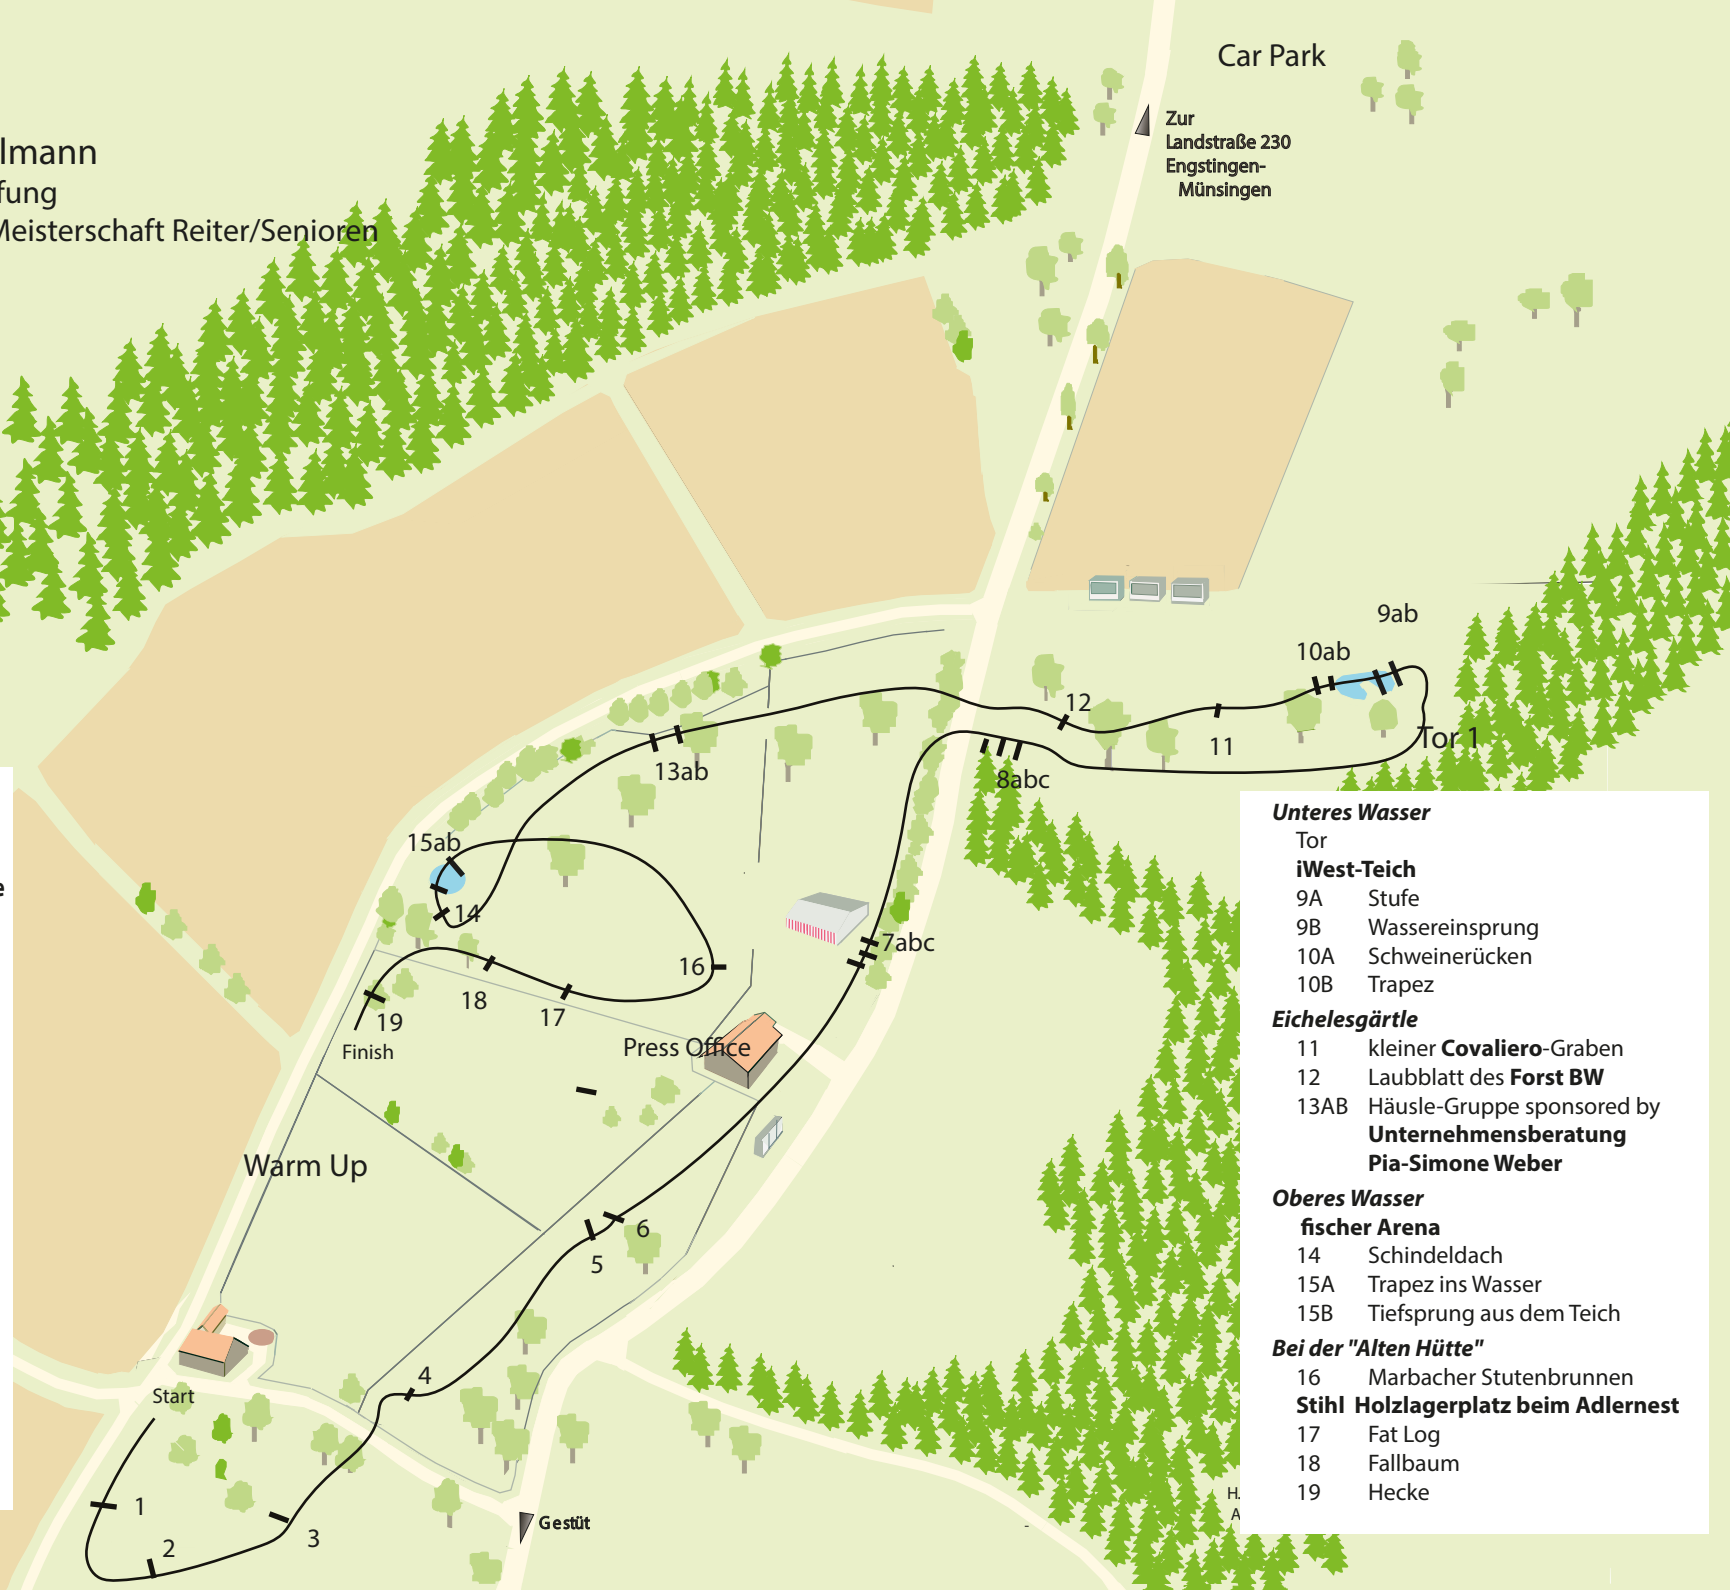 Car Park
Zur
Landstraße 230
Engstingen-
Münsingen
lmann
fung
Meisterschaft Reiter/Senioren
9ab
10ab
12
11
Tor 1
13ab
8abc
15ab
14
7abc
16
18
17
19
Finish
Press Office
Warm Up
6
5
4
Start
1
2
3
Gestüt
e
H.
A
Unteres Wasser
Tor
iWest-Teich
9A Stufe
9B Wassereinsprung
10A Schweinerücken
10B Trapez
Eichelesgärtle
11 kleiner Covaliero-Graben
12 Laubblatt des Forst BW
13AB Häusle-Gruppe sponsored by
Unternehmensberatung
Pia-Simone Weber
Oberes Wasser
fischer Arena
14 Schindeldach
15A Trapez ins Wasser
15B Tiefsprung aus dem Teich
Bei der "Alten Hütte"
16 Marbacher Stutenbrunnen
Stihl Holzlagerplatz beim Adlernest
17 Fat Log
18 Fallbaum
19 Hecke